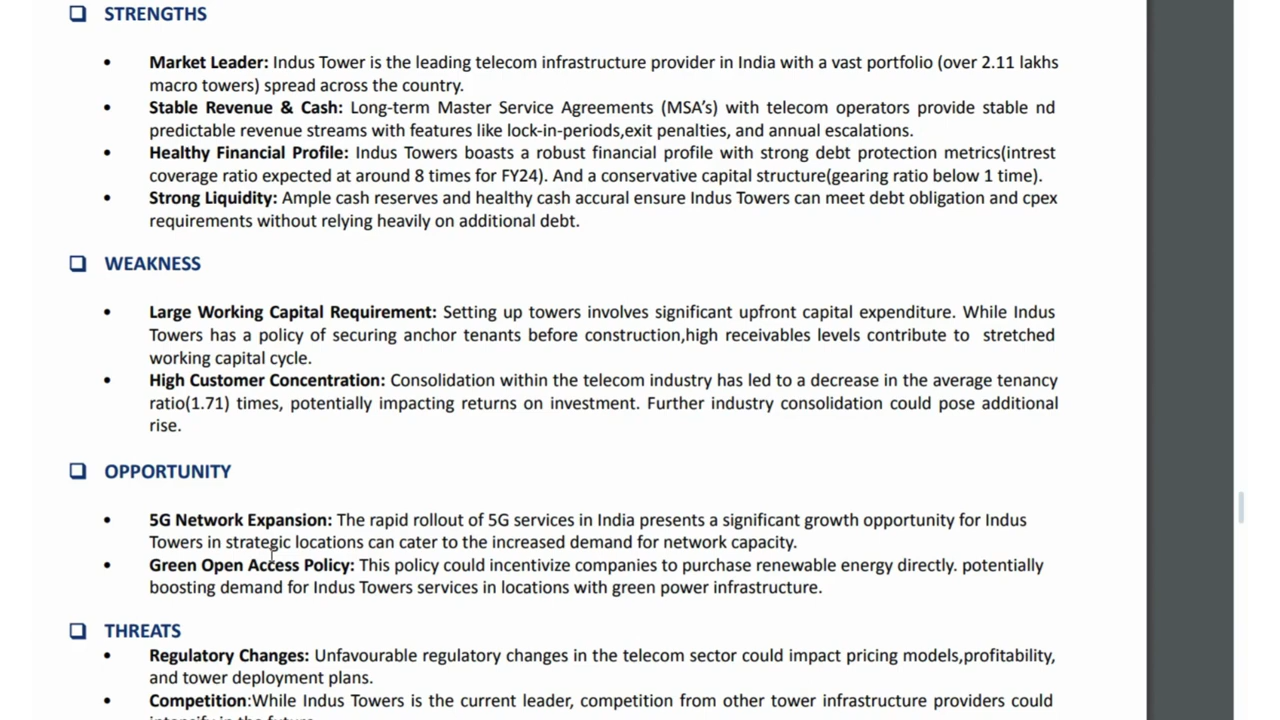 ❑ STRENGTHS
• Market Leader: Indus Tower is the leading telecom infrastructure provider in India with a vast portfolio (over 2.11 lakhs
macro towers) spread across the country.
• Stable Revenue & Cash: Long-term Master Service Agreements (MSA’s) with telecom operators provide stable nd
predictable revenue streams with features like lock-in-periods,exit penalties, and annual escalations.
• Healthy Financial Profile: Indus Towers boasts a robust financial profile with strong debt protection metrics(intrest
coverage ratio expected at around 8 times for FY24). And a conservative capital structure(gearing ratio below 1 time).
• Strong Liquidity: Ample cash reserves and healthy cash accural ensure Indus Towers can meet debt obligation and cpex
requirements without relying heavily on additional debt.
❑ WEAKNESS
• Large Working Capital Requirement: Setting up towers involves significant upfront capital expenditure. While Indus
Towers has a policy of securing anchor tenants before construction,high receivables levels contribute to stretched
working capital cycle.
• High Customer Concentration: Consolidation within the telecom industry has led to a decrease in the average tenancy
ratio(1.71) times, potentially impacting returns on investment. Further industry consolidation could pose additional
rise.
❑ OPPORTUNITY
• 5G Network Expansion: The rapid rollout of 5G services in India presents a significant growth opportunity for Indus
Towers in strategic locations can cater to the increased demand for network capacity.
• Green Open Access Policy: This policy could incentivize companies to purchase renewable energy directly. potentially
boosting demand for Indus Towers services in locations with green power infrastructure.
❑ THREATS
• Regulatory Changes: Unfavourable regulatory changes in the telecom sector could impact pricing models,profitability,
and tower deployment plans.
• Competition:While Indus Towers is the current leader, competition from other tower infrastructure providers could